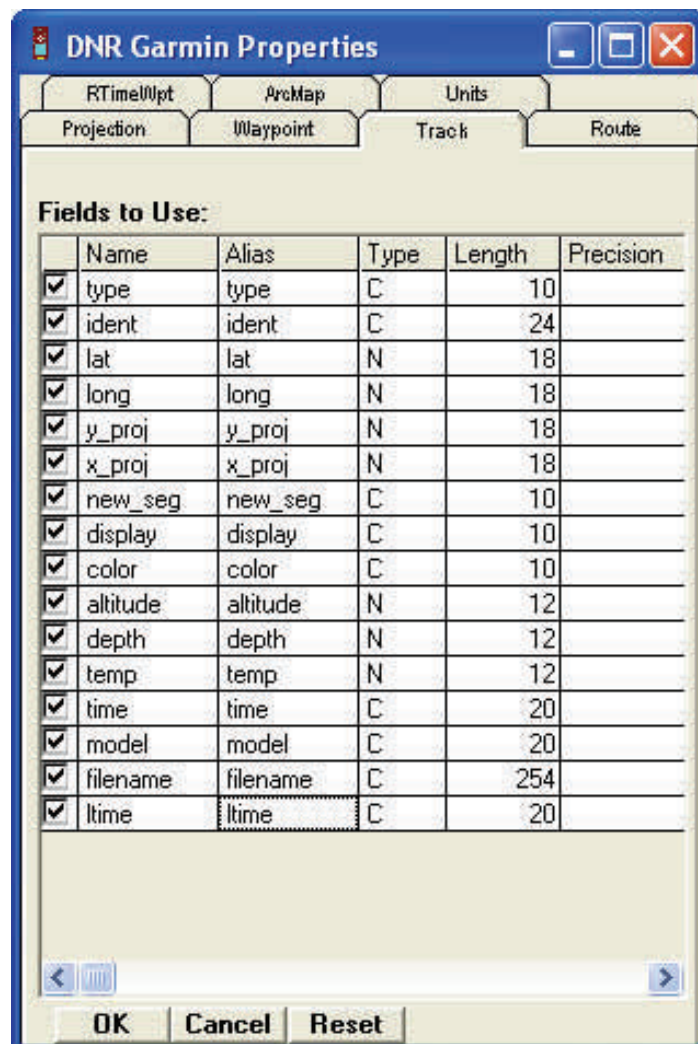 DNR Garmin Properties
RTimeWpt ArcMap Units
Projection Waypoint Track Route
Fields to Use:
Name Alias Type Length Precision
type type C 10
ident ident C 24
lat lat N 18
long long N 18
y_proj y_proj N 18
x_proj x_proj N 18
new_seg new_seg C 10
display display C 10
color color C 10
altitude altitude N 12
depth depth N 12
temp temp N 12
time time C 20
model model C 20
filename filename C 254
ltime ltime C 20
OK Cancel Reset